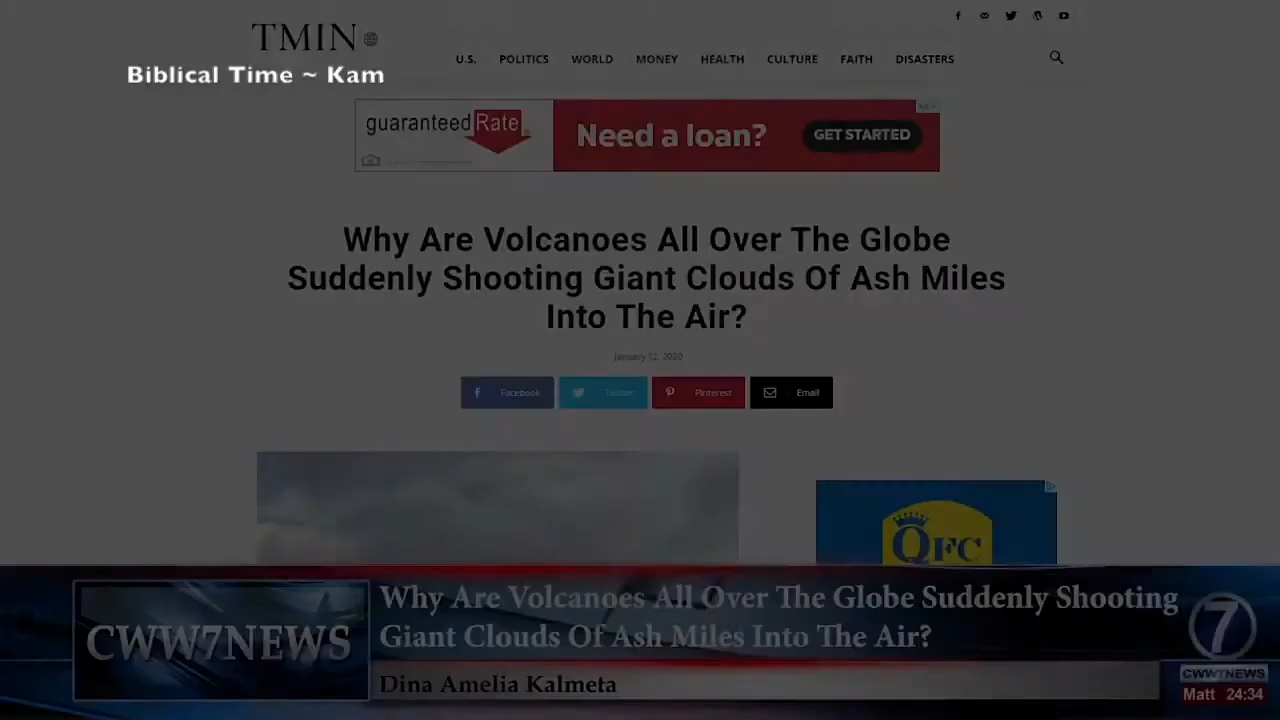 TMIN
Biblical Time ~ Kam
U.S. POLITICS WORLD MONEY HEALTH CULTURE FAITH DISASTERS
guaranteed Rate
Need a loan?
GET STARTED
Why Are Volcanoes All Over The Globe
Suddenly Shooting Giant Clouds Of Ash Miles
Into The Air?
January 12, 2020
Facebook Twitter Pinterest Email
QFC
Why Are Volcanoes All Over The Globe Suddenly Shooting
Giant Clouds Of Ash Miles Into The Air?
CWW7NEWS
Dina Amelia Kalmeta
7
CWW7NEWS
Matt 24:34